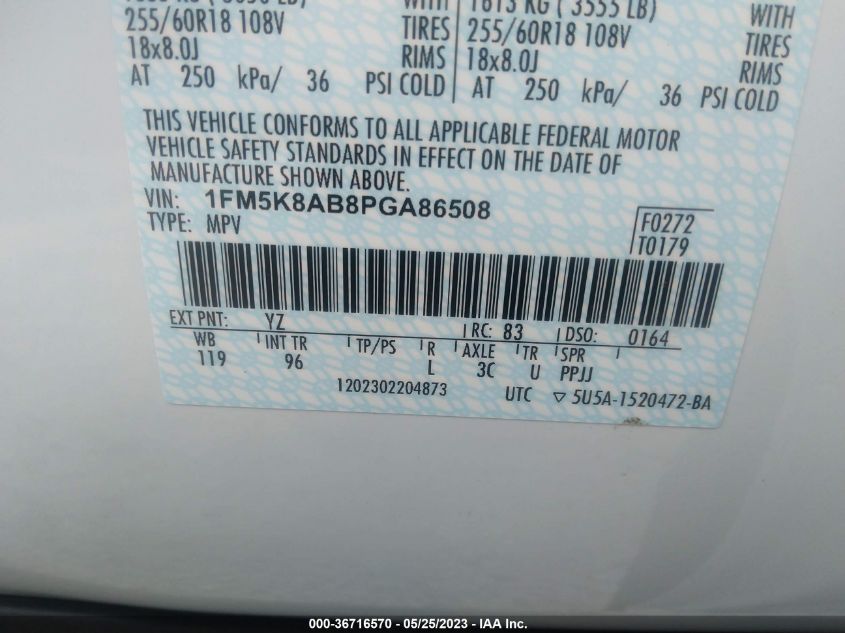 1613 KG ( 3555 LB) WITH
255/60R18 108V TIRES 255/60R18 108V TIRES
18x8.0J RIMS 18x8.0J RIMS
AT 250 kPa/ 36 PSI COLD AT 250 kPa/ 36 PSI COLD
THIS VEHICLE CONFORMS TO ALL APPLICABLE FEDERAL MOTOR
VEHICLE SAFETY STANDARDS IN EFFECT ON THE DATE OF
MANUFACTURE SHOWN ABOVE.
VIN: 1FM5K8AB8PGA86508
TYPE: MPV
F0272
T0179
EXT PNT: YZ RC: 83 DSO: 0164
WB INT TR TP/PS R AXLE TR SPR
119 96 L 3C U PPJJ
1202302204873 UTC ▽ 5U5A-1520472-BA
000-36716570 — 05/25/2023 — IAA Inc.